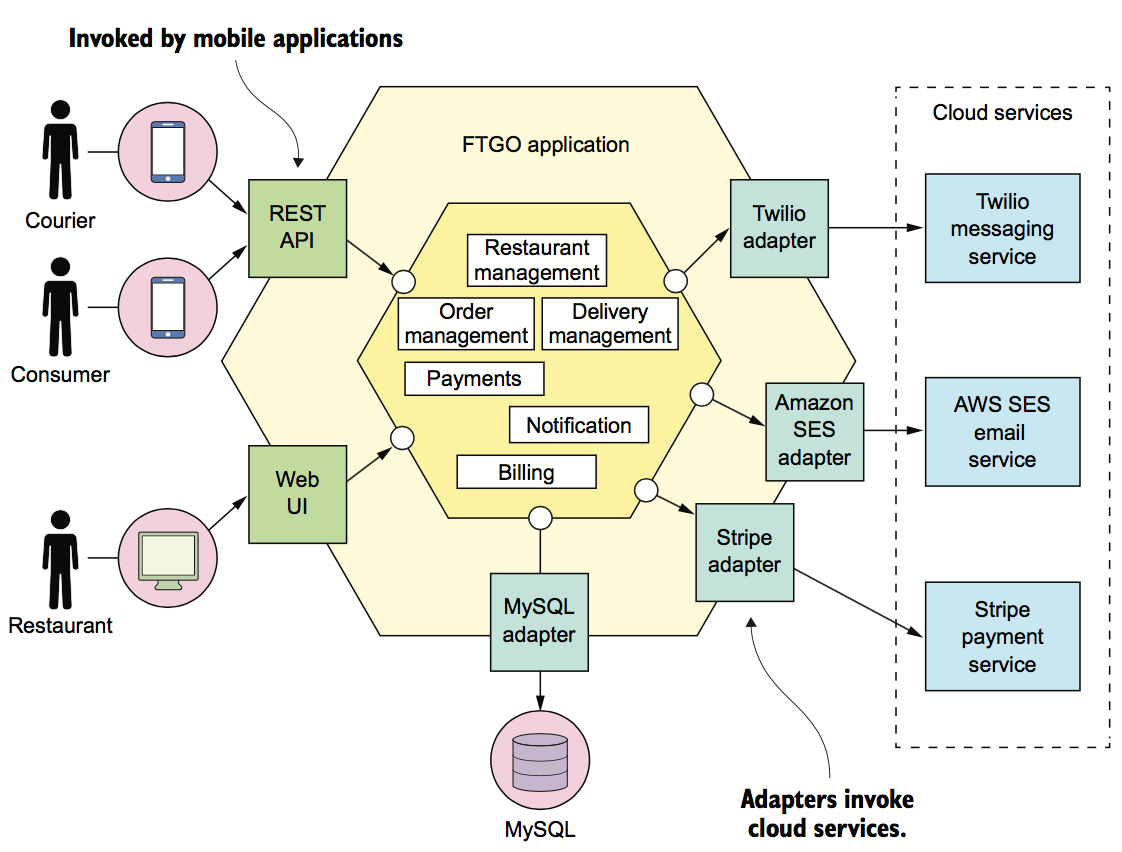 Invoked by mobile applications
Courier
Consumer
Restaurant
REST
API
Web
UI
FTGO application
Restaurant
management
Order
management
Delivery
management
Payments
Notification
Billing
Twilio
adapter
Amazon
SES
adapter
Stripe
adapter
MySQL
adapter
MySQL
Cloud services
Twilio
messaging
service
AWS SES
email
service
Stripe
payment
service
Adapters invoke
cloud services.